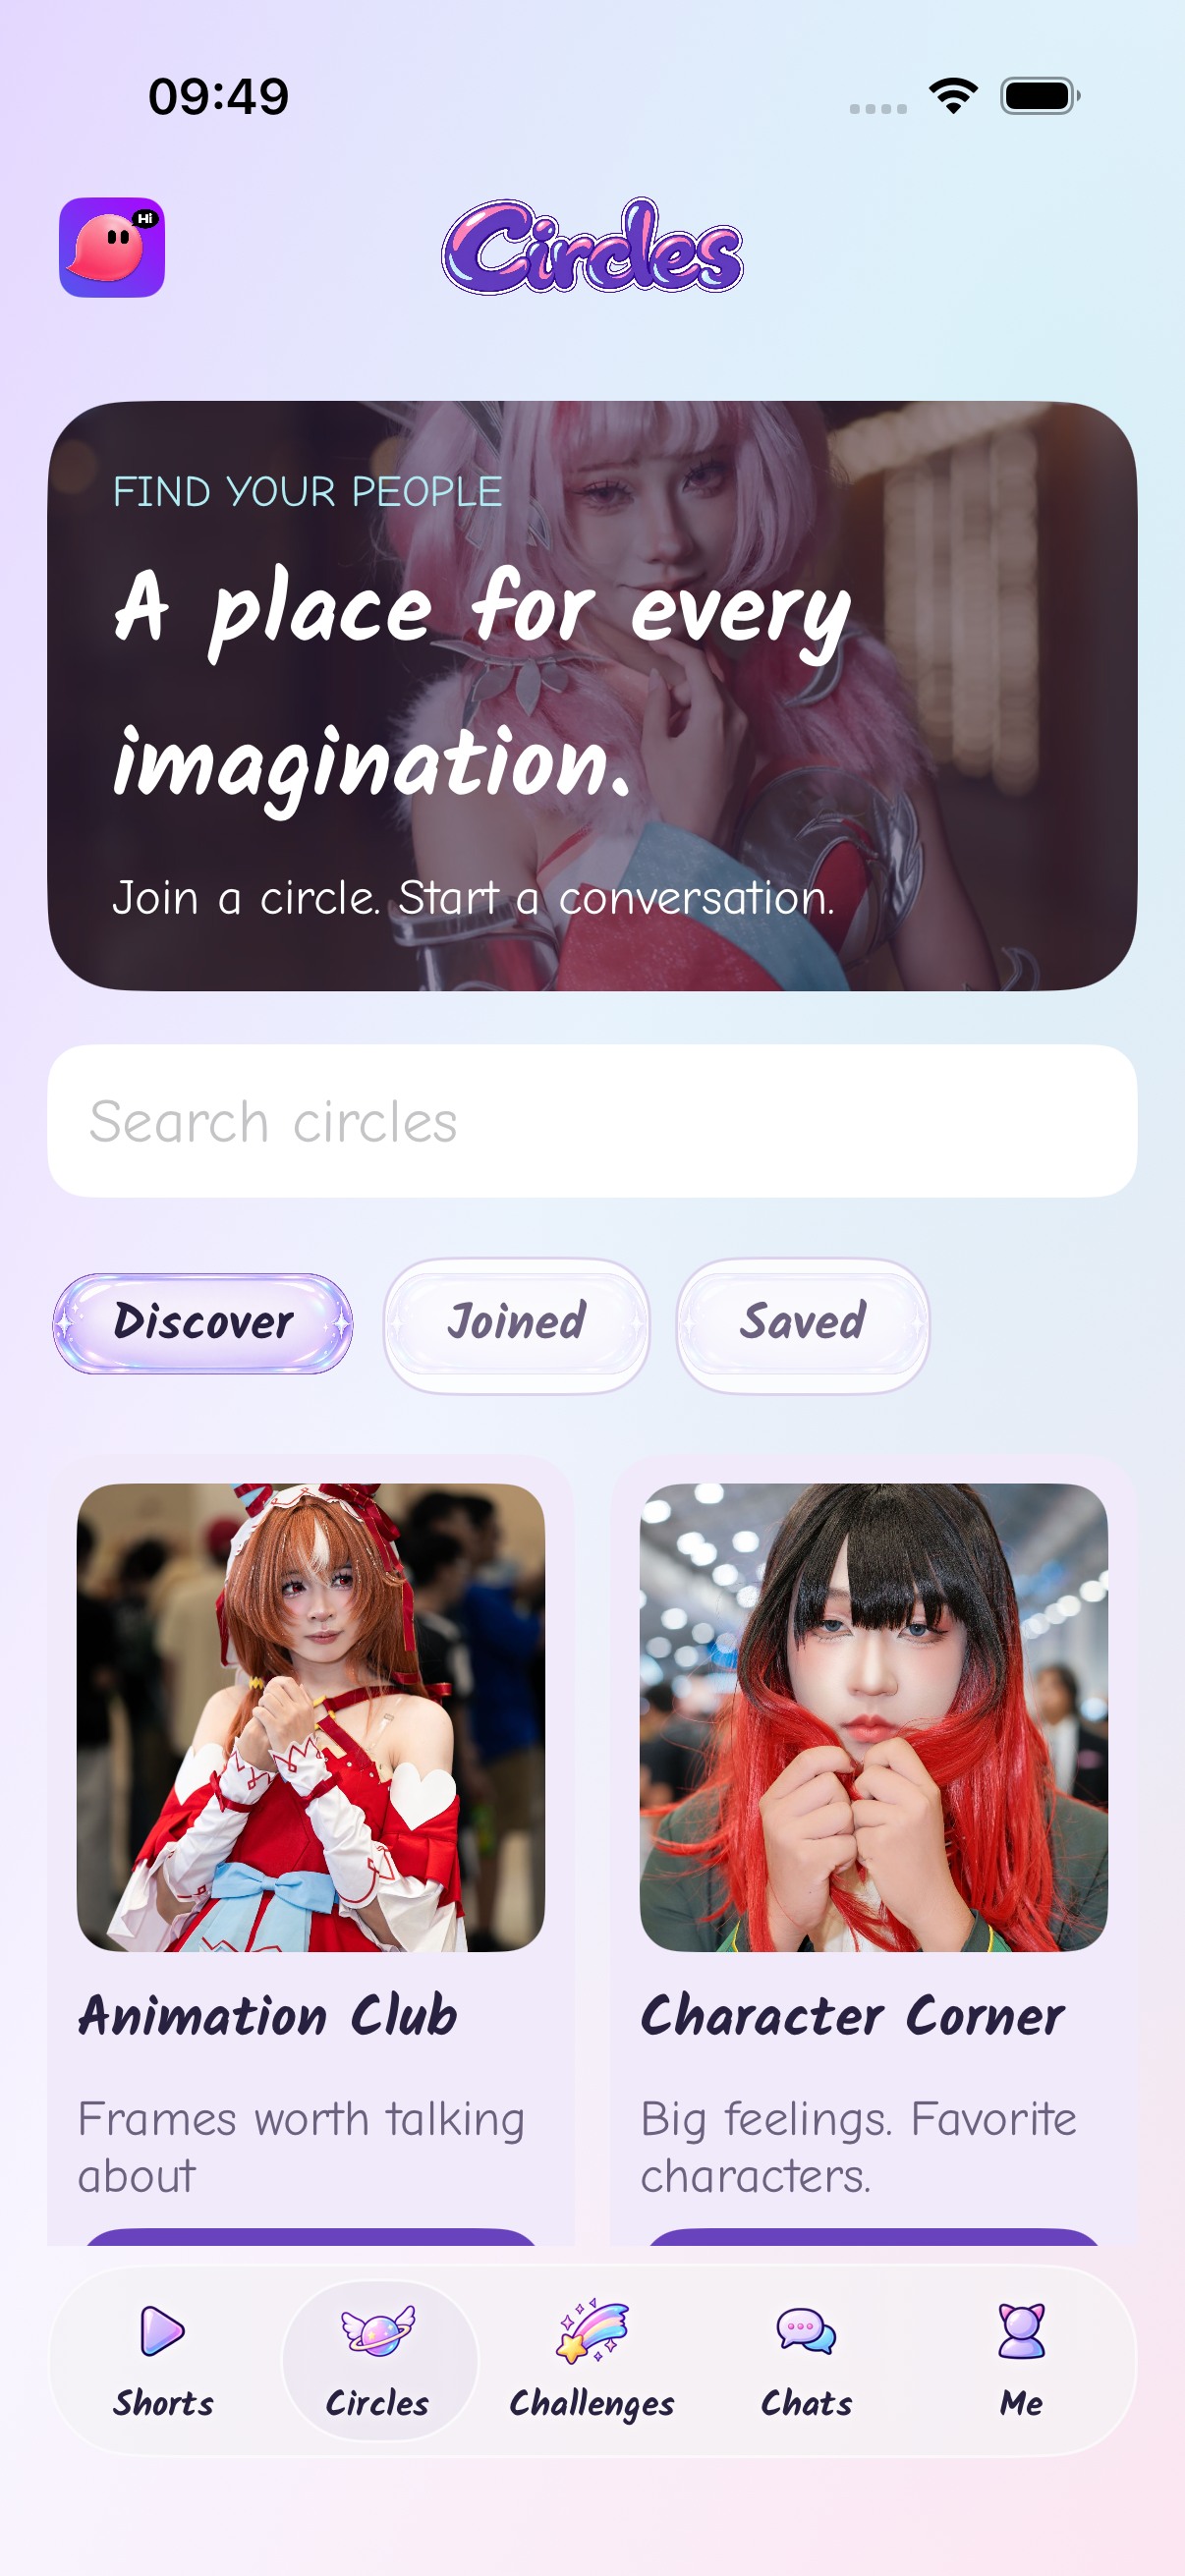 09:49
Hi
Circles
FIND YOUR PEOPLE
A place for every
imagination.
Join a circle. Start a conversation.
Search circles
Discover
Joined
Saved
Animation Club
Character Corner
Frames worth talking
about
Big feelings. Favorite
characters.
Shorts
Circles
Challenges
Chats
Me